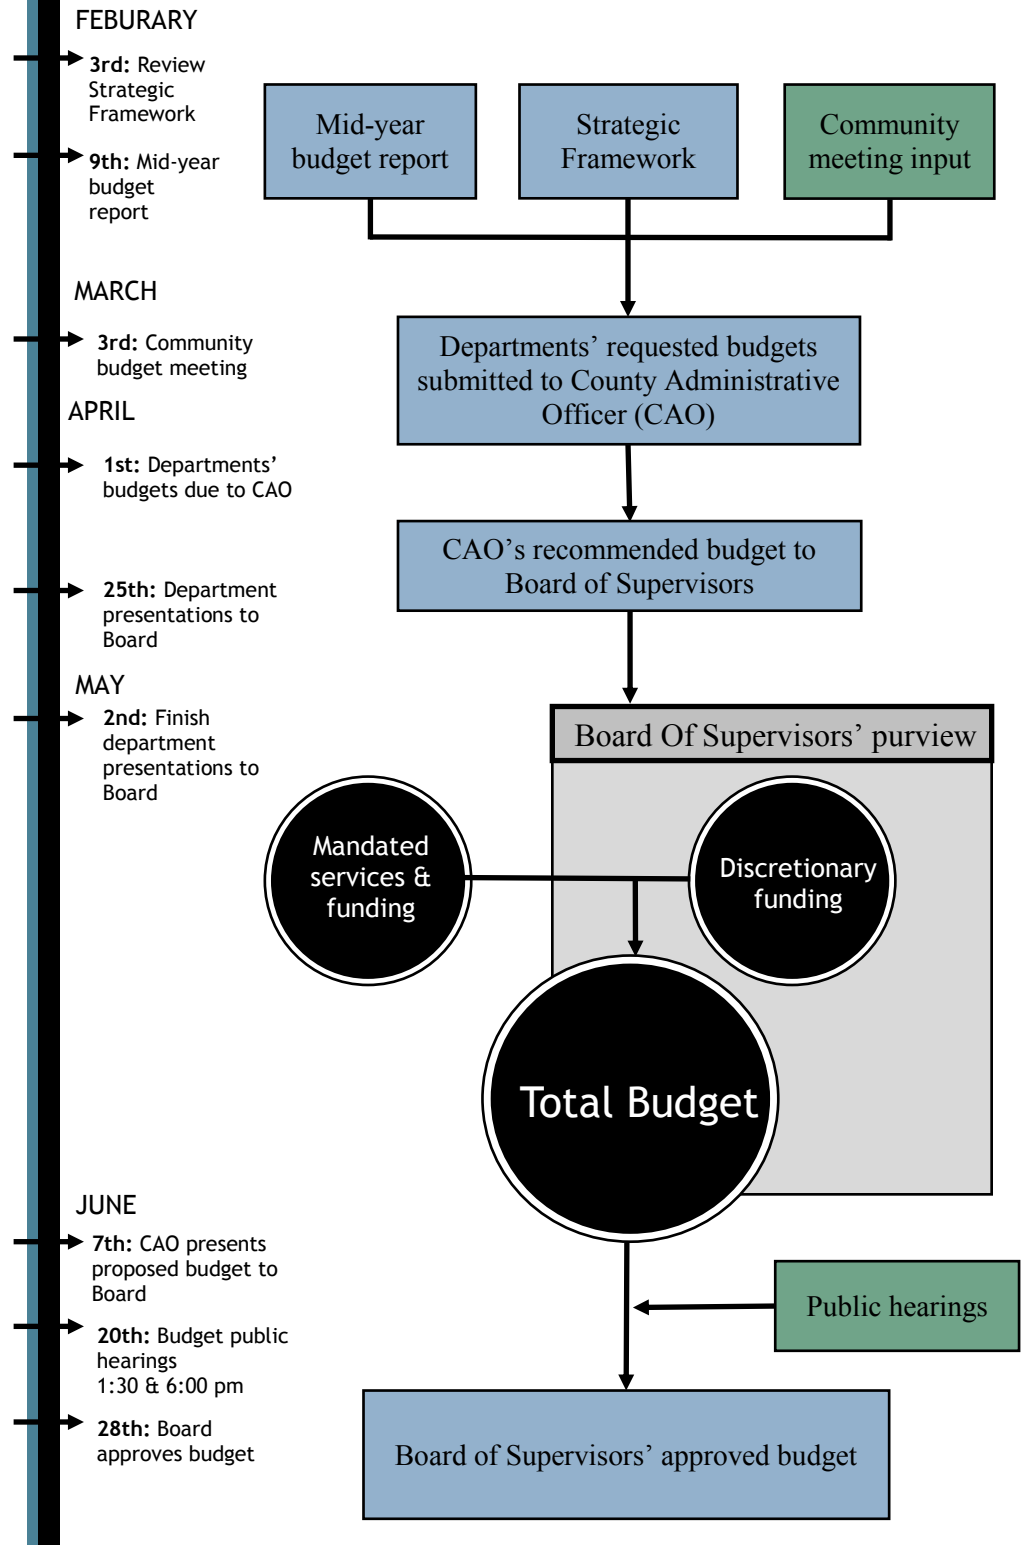 FEBURARY
3rd: Review
Strategic
Framework
9th: Mid-year
budget
report
MARCH
3rd: Community
budget meeting
APRIL
1st: Departments’
budgets due to CAO
25th: Department
presentations to
Board
MAY
2nd: Finish
department
presentations to
Board
JUNE
7th: CAO presents
proposed budget to
Board
20th: Budget public
hearings
1:30 & 6:00 pm
28th: Board
approves budget
Mid-year
budget report
Strategic
Framework
Community
meeting input
Departments’ requested budgets
submitted to County Administrative
Officer (CAO)
CAO’s recommended budget to
Board of Supervisors
Board Of Supervisors’ purview
Mandated
services &
funding
Discretionary
funding
Total Budget
Public hearings
Board of Supervisors’ approved budget